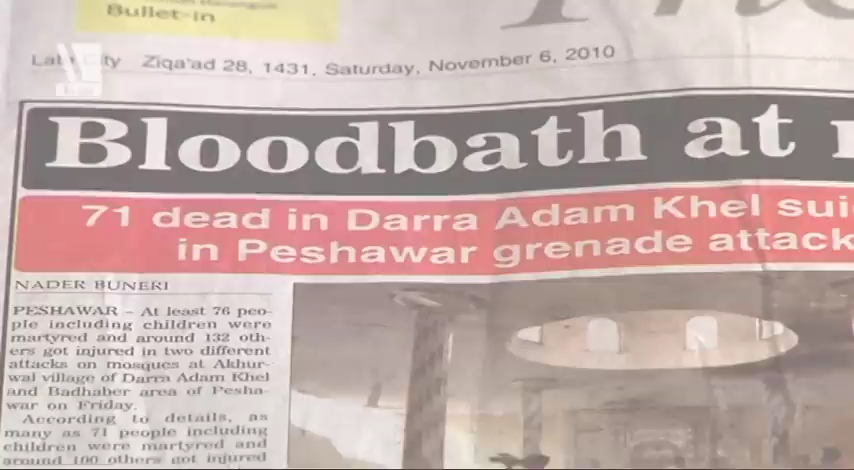 Bullet-in
Late City Ziqa'ad 28, 1431, Saturday, November 6, 2010
Bloodbath at
71 dead in Darra Adam Khel sui
in Peshawar grenade attack
NADER BUNERI
PESHAWAR – At least 76 peo-
ple including children were
martyred and around 132 oth-
ers got injured in two different
attacks on mosques at Akhur-
wal village of Darra Adam Khel
and Badhaber area of Pesha-
war on Friday.
According to details, as
many as 71 people including
children were martyred and
around 100 others got injured